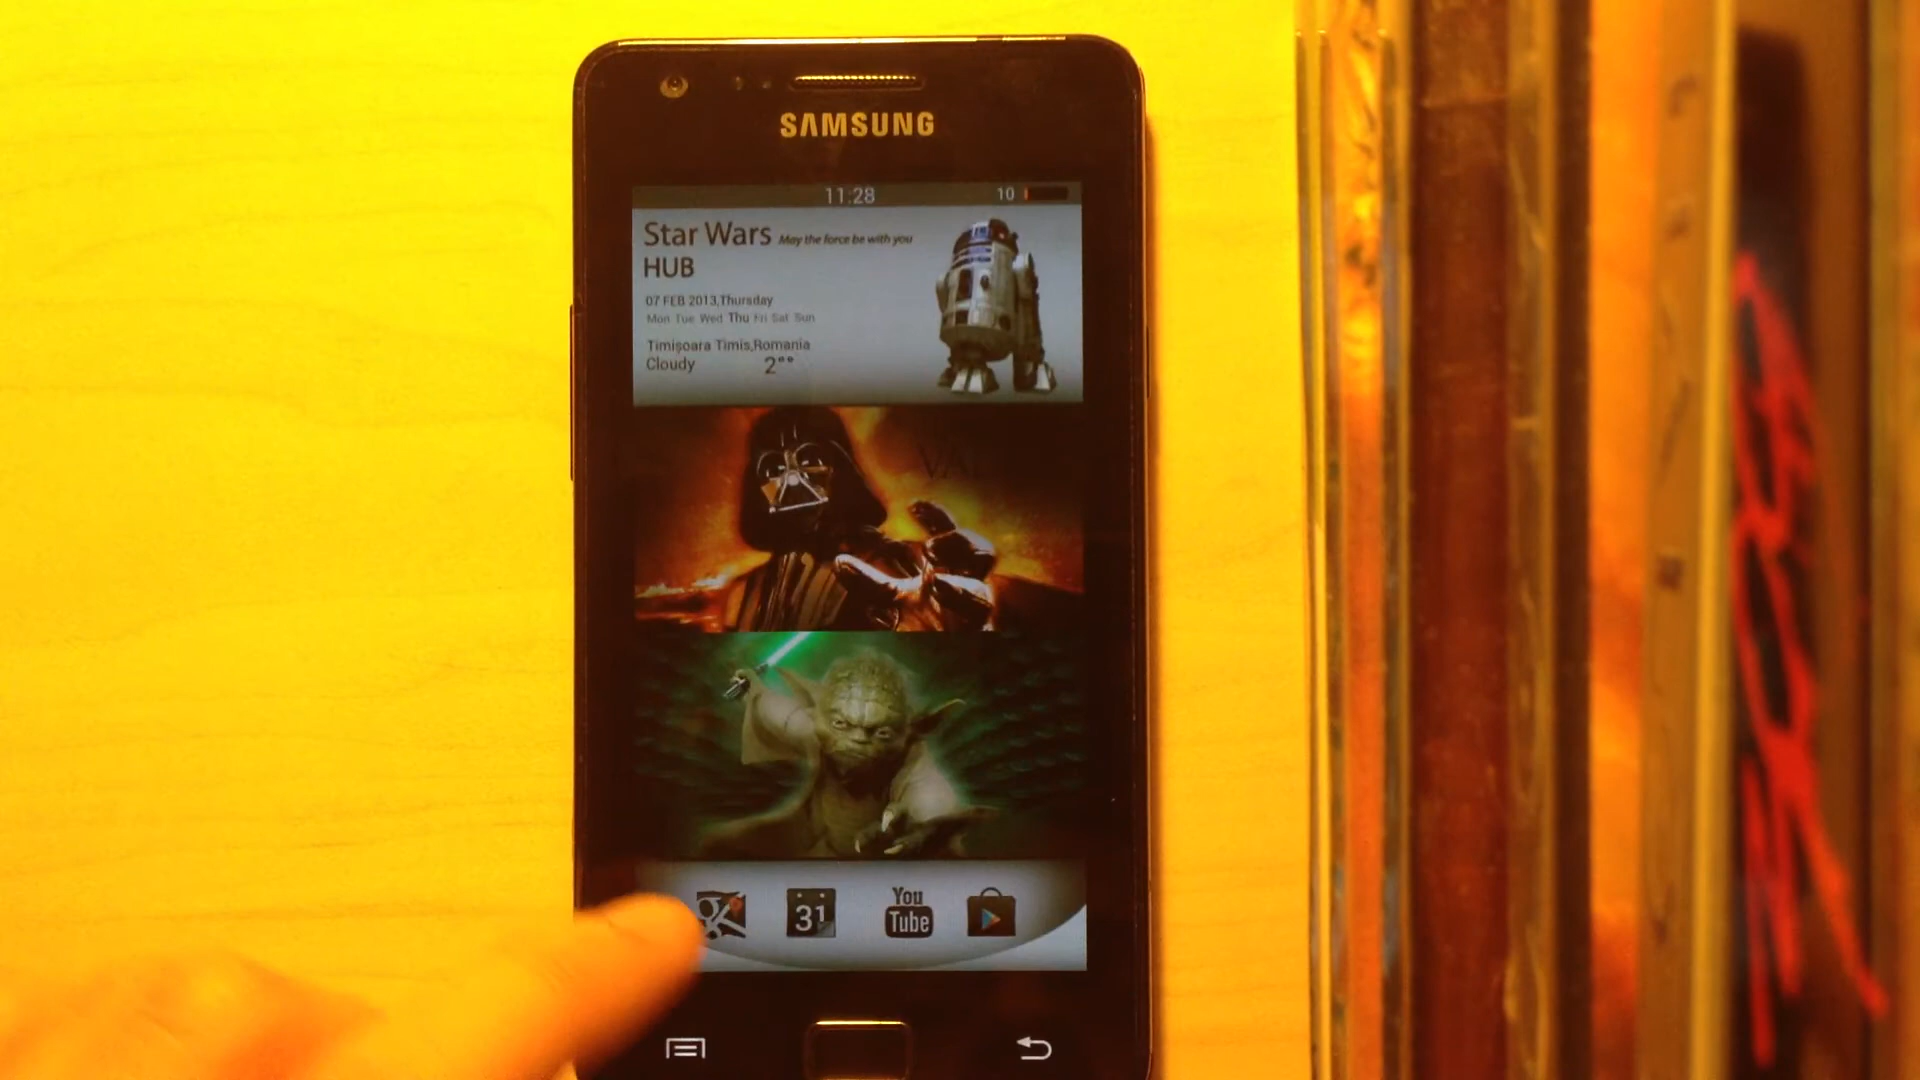 SAMSUNG
11:28 10
Star Wars May the force be with you
HUB
07 FEB 2013,Thursday
Mon Tue Wed Thu Fri Sat Sun
Timișoara Timis,Romania
Cloudy 2°°
31
You
Tube